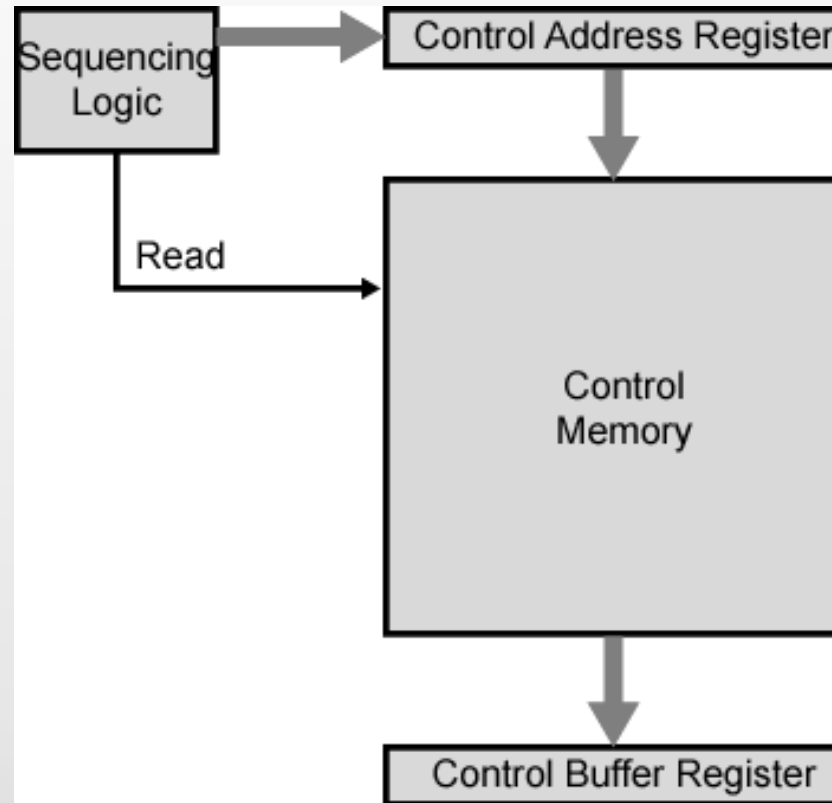 Sequencing
Logic
Control Address Register
Read
Control
Memory
Control Buffer Register